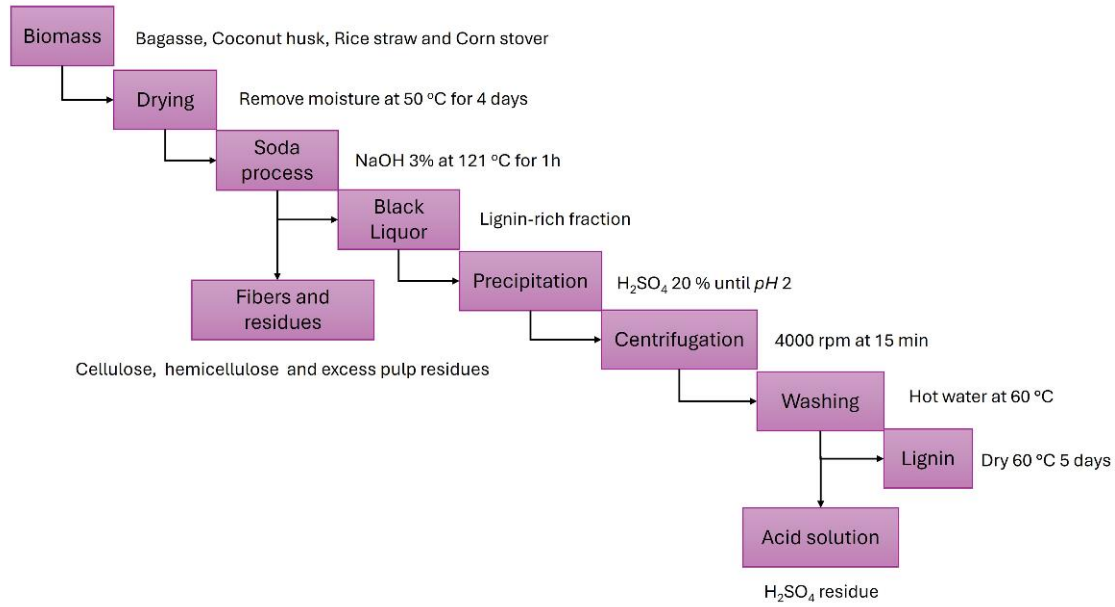 Biomass
Bagasse, Coconut husk, Rice straw and Corn stover
Drying
Remove moisture at 50 °C for 4 days
Soda
process
NaOH 3% at 121 °C for 1h
Black
Liquor
Lignin-rich fraction
Precipitation
H₂SO₄ 20 % until pH 2
Fibers and
residues
Cellulose, hemicellulose and excess pulp residues
Centrifugation
4000 rpm at 15 min
Washing
Hot water at 60 °C
Lignin
Dry 60 °C 5 days
Acid solution
H₂SO₄ residue